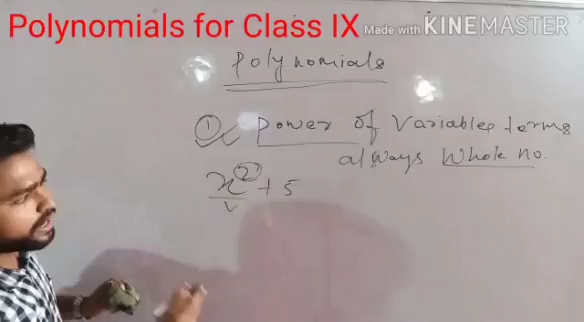 Polynomials for Class IX
Made with KINEMASTER
Polynomials
① Power of Variables terms
always Whole no.
x² + 5